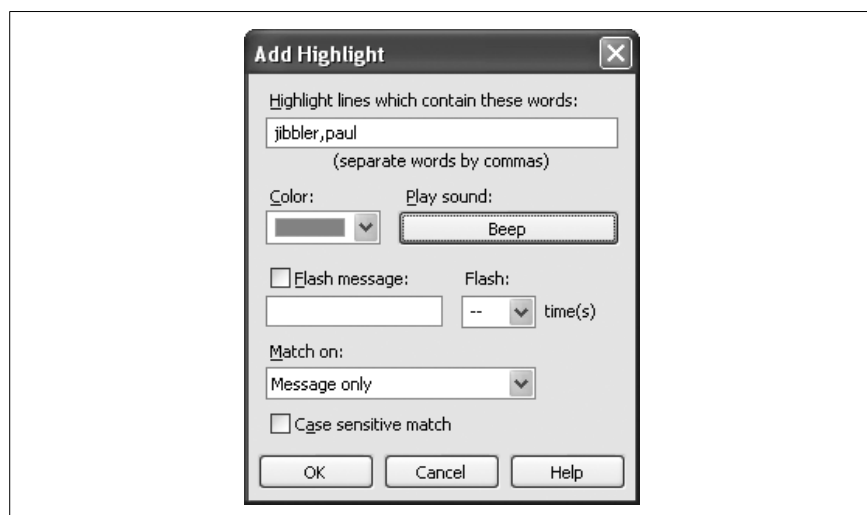 Add Highlight
Highlight lines which contain these words:
jibbler,paul
(separate words by commas)
Color: Play sound:
Beep
Flash message: Flash:
-- time(s)
Match on:
Message only
Case sensitive match
OK Cancel Help